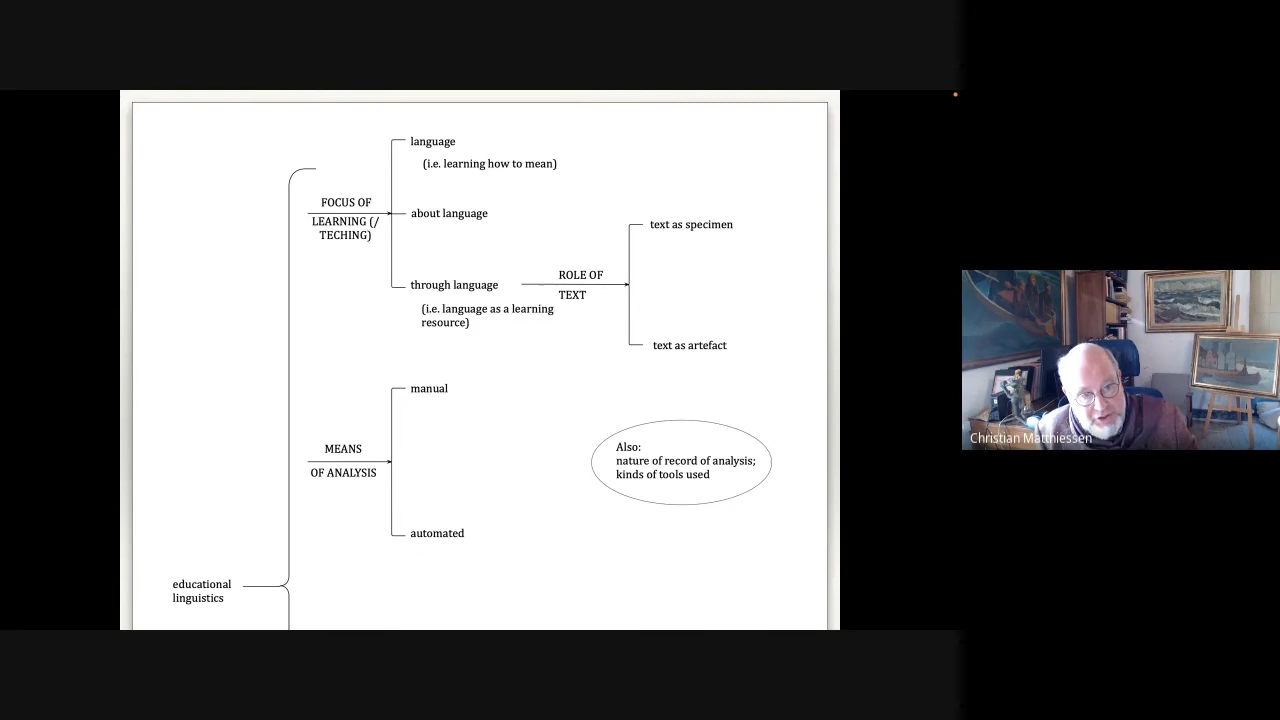 language
(i.e. learning how to mean)
FOCUS OF
LEARNING (/
TECHING)
about language
through language
(i.e. language as a learning
resource)
ROLE OF
TEXT
text as specimen
text as artefact
manual
MEANS
OF ANALYSIS
automated
Also:
nature of record of analysis;
kinds of tools used
educational
linguistics
Christian Matthiessen